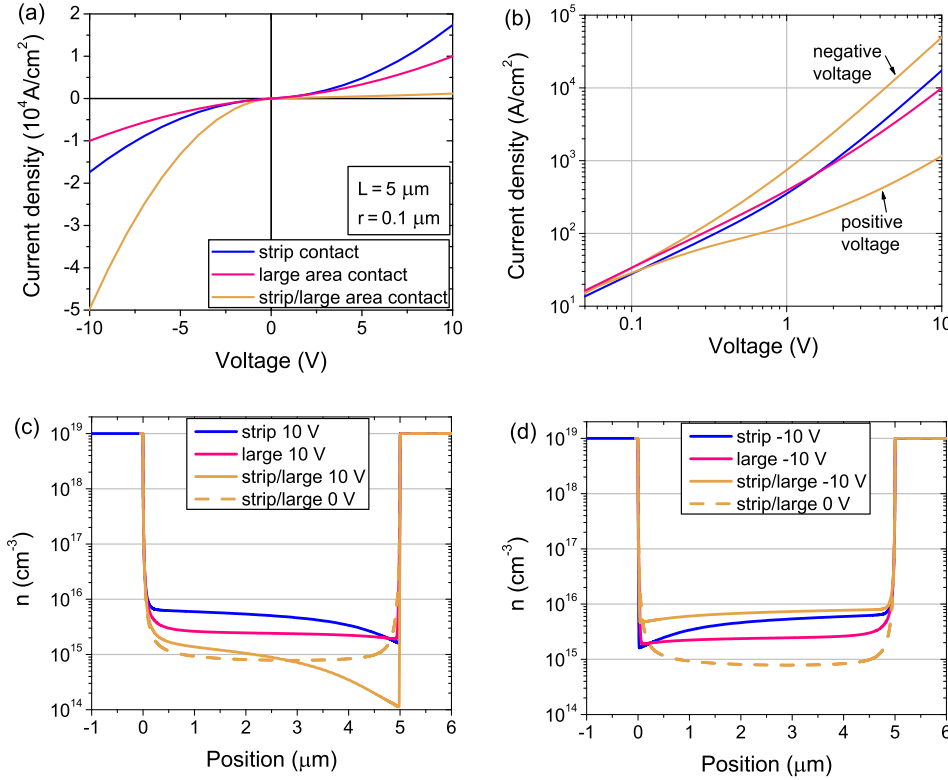 (a)
Current density (10⁴A/cm²)
2
1
0
-1
-2
-3
-4
-5
-10
-5
0
5
10
Voltage (V)
L = 5 μm
r = 0.1 μm
strip contact
large area contact
strip/large area contact
(b)
Current density (A/cm²)
10⁵
10⁴
10³
10²
10¹
0.1
1
10
Voltage (V)
negative
voltage
positive
voltage
(c)
n (cm⁻³)
10¹⁹
10¹⁸
10¹⁷
10¹⁶
10¹⁵
10¹⁴
-1
0
1
2
3
4
5
6
Position (μm)
strip 10 V
large 10 V
strip/large 10 V
strip/large 0 V
(d)
n (cm⁻³)
10¹⁹
10¹⁸
10¹⁷
10¹⁶
10¹⁵
10¹⁴
-1
0
1
2
3
4
5
6
Position (μm)
strip -10 V
large -10 V
strip/large -10 V
strip/large 0 V